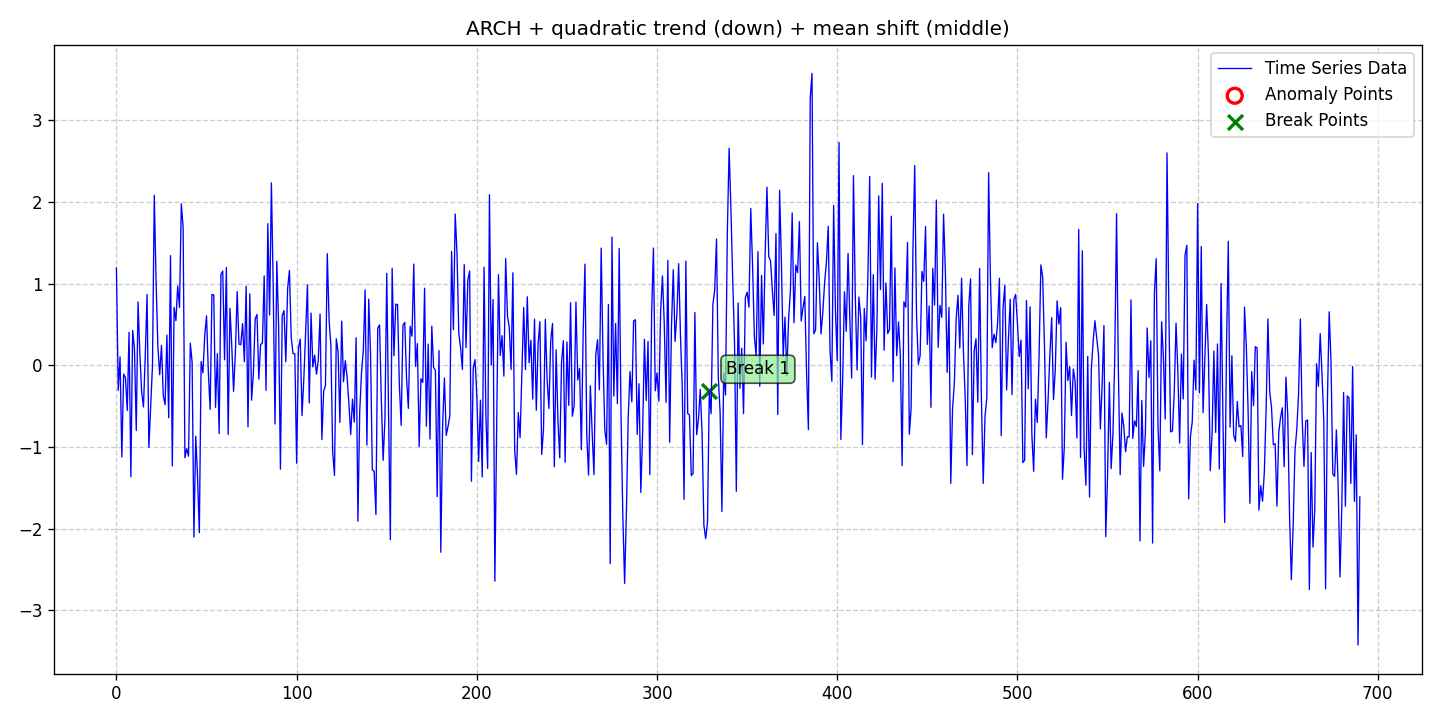 ARCH + quadratic trend (down) + mean shift (middle)
Time Series Data
Anomaly Points
Break Points
3
2
1
0
−1
−2
−3
Break 1
0 100 200 300 400 500 600 700